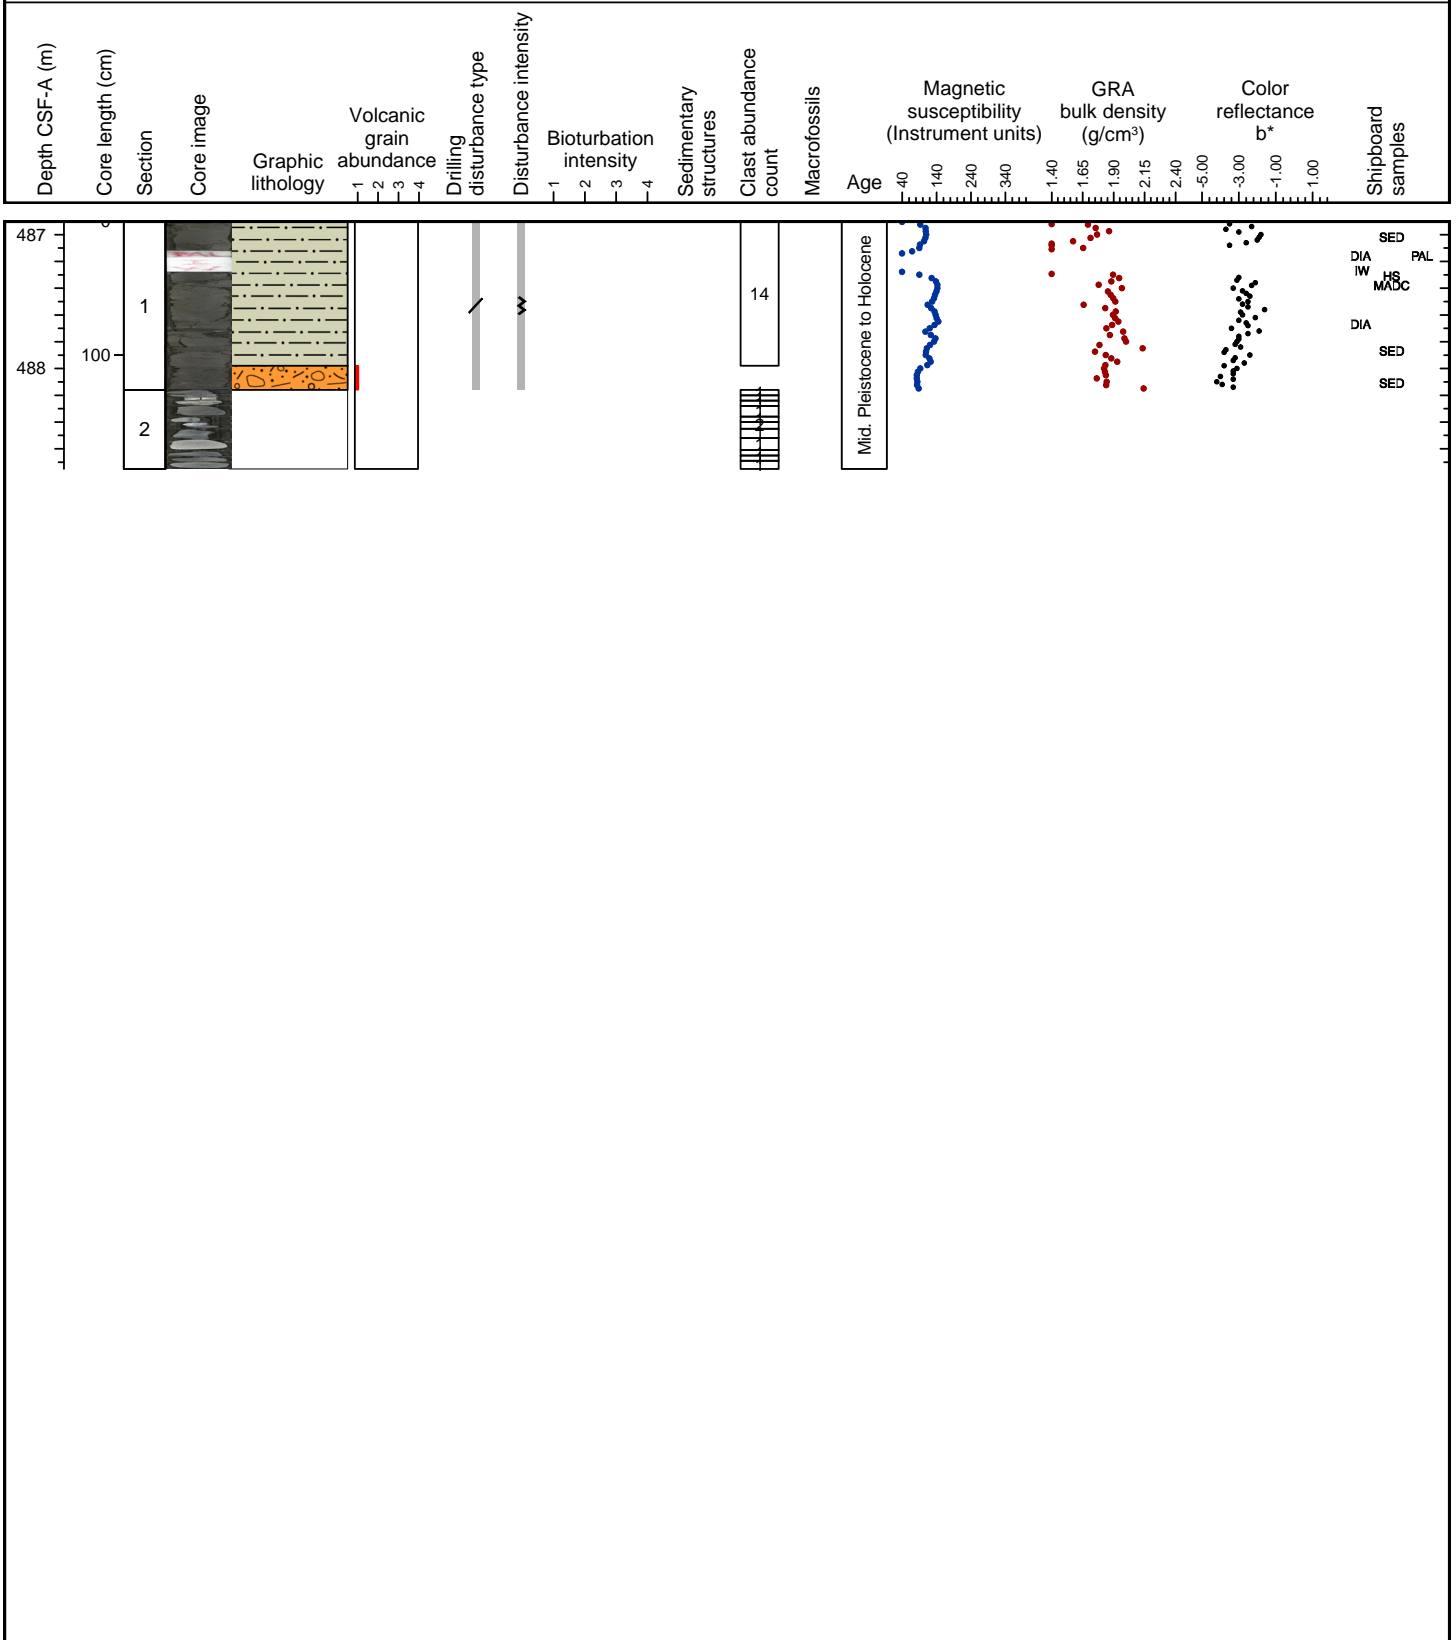 Depth CSF-A (m)
Core length (cm)
Section
Core image
Graphic
lithology
Volcanic
grain
abundance
1 2 3 4
Drilling
disturbance type
Disturbance intensity
Bioturbation
intensity
1 2 3 4
Sedimentary
structures
Clast abundance
count
Macrofossils
Age
Magnetic
susceptibility
(Instrument units)
40 140 240 340
GRA
bulk density
(g/cm³)
1.40 1.65 1.90 2.15 2.40
Color
reflectance
b*
-5.00 -3.00 -1.00 1.00
Shipboard
samples
487
488
0
100
1
2
14
2
Mid. Pleistocene to Holocene
SED
DIA PAL
IW
HS
MADC
DIA
SED
SED